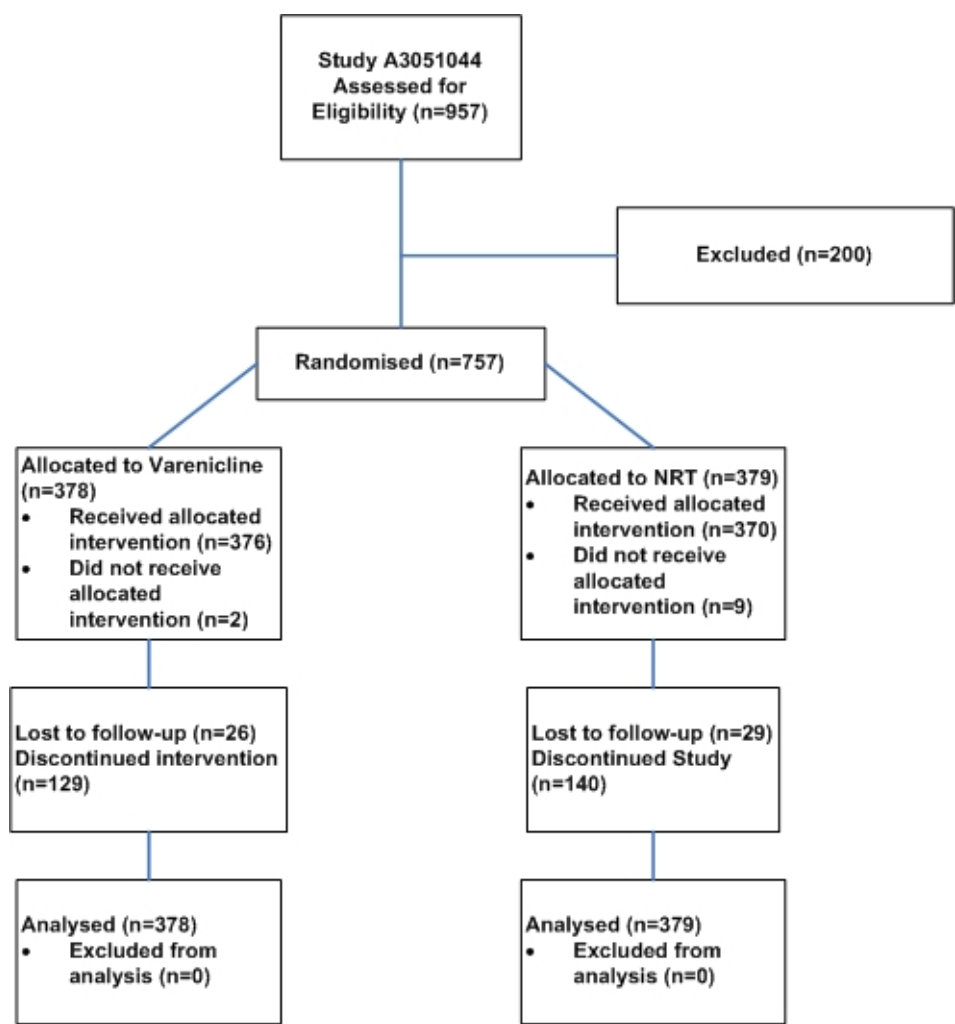 Study A3051044
Assessed for
Eligibility (n=957)
Excluded (n=200)
Randomised (n=757)
Allocated to Varenicline
(n=378)
• Received allocated
intervention (n=376)
• Did not receive
allocated
intervention (n=2)
Allocated to NRT (n=379)
• Received allocated
intervention (n=370)
• Did not receive
allocated
intervention (n=9)
Lost to follow-up (n=26)
Discontinued intervention
(n=129)
Lost to follow-up (n=29)
Discontinued Study
(n=140)
Analysed (n=378)
• Excluded from
analysis (n=0)
Analysed (n=379)
• Excluded from
analysis (n=0)